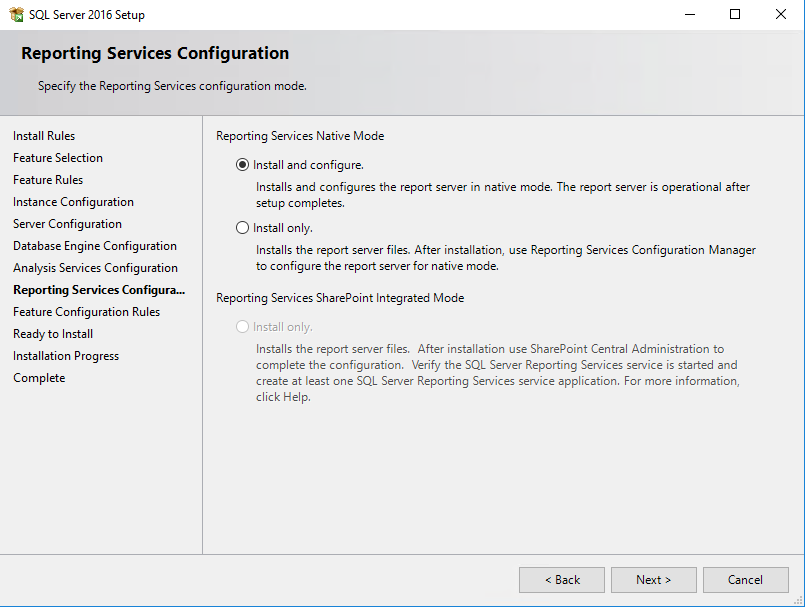 SQL Server 2016 Setup
Reporting Services Configuration
Specify the Reporting Services configuration mode.
Install Rules
Feature Selection
Feature Rules
Instance Configuration
Server Configuration
Database Engine Configuration
Analysis Services Configuration
Reporting Services Configura...
Feature Configuration Rules
Ready to Install
Installation Progress
Complete
Reporting Services Native Mode
Install and configure.
Installs and configures the report server in native mode. The report server is operational after
setup completes.
Install only.
Installs the report server files. After installation, use Reporting Services Configuration Manager
to configure the report server for native mode.
Reporting Services SharePoint Integrated Mode
Install only.
Installs the report server files. After installation use SharePoint Central Administration to
complete the configuration. Verify the SQL Server Reporting Services service is started and
create at least one SQL Server Reporting Services service application. For more information,
click Help.
< Back
Next >
Cancel